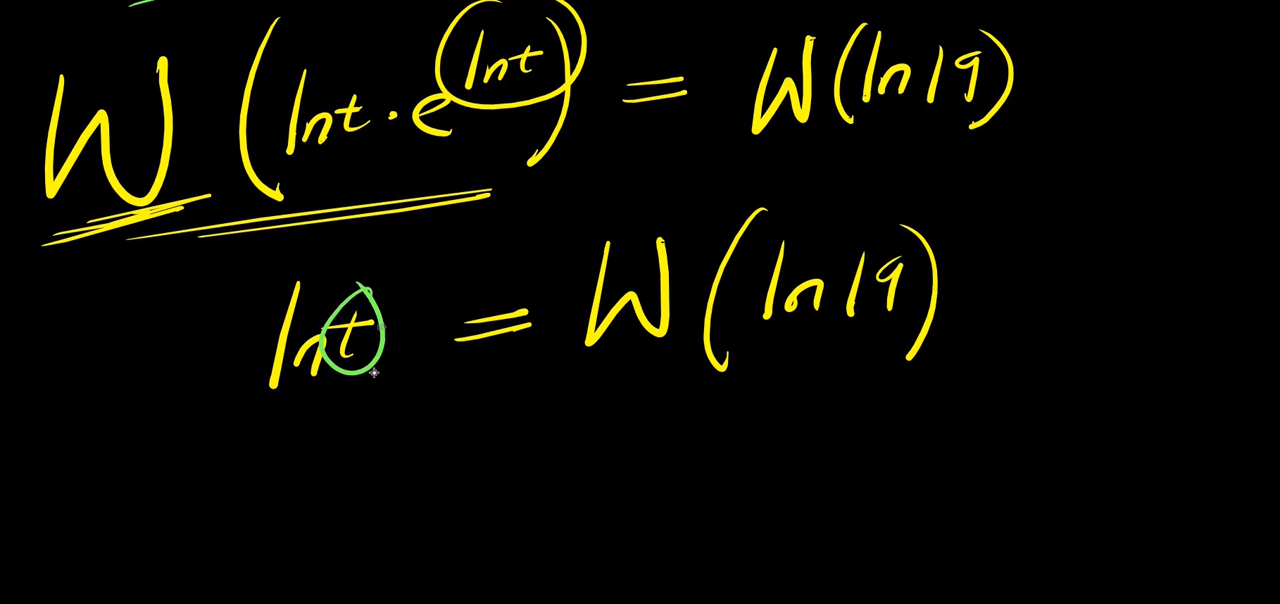 W (lnt · e^lnt) = W(ln19)
lnt = W (ln19)